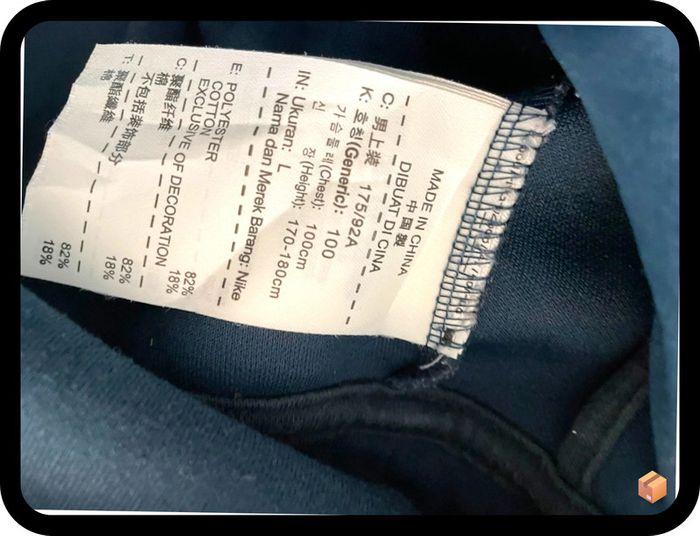 MADE IN CHINA
中國製
DIBUAT DI CINA
C: 男上装 175/92A
K: 호칭(Generic): 100
가슴둘레(Chest): 100cm
신 장(Height): 170-180cm
IN: Ukuran: L
Nama dan Merek Barang: Nike
E: POLYESTER 82%
COTTON 18%
EXCLUSIVE OF DECORATION
C: 聚酯纤维 82%
棉 18%
不包括装饰部分
T: 聚酯纖維 82%
棉 18%